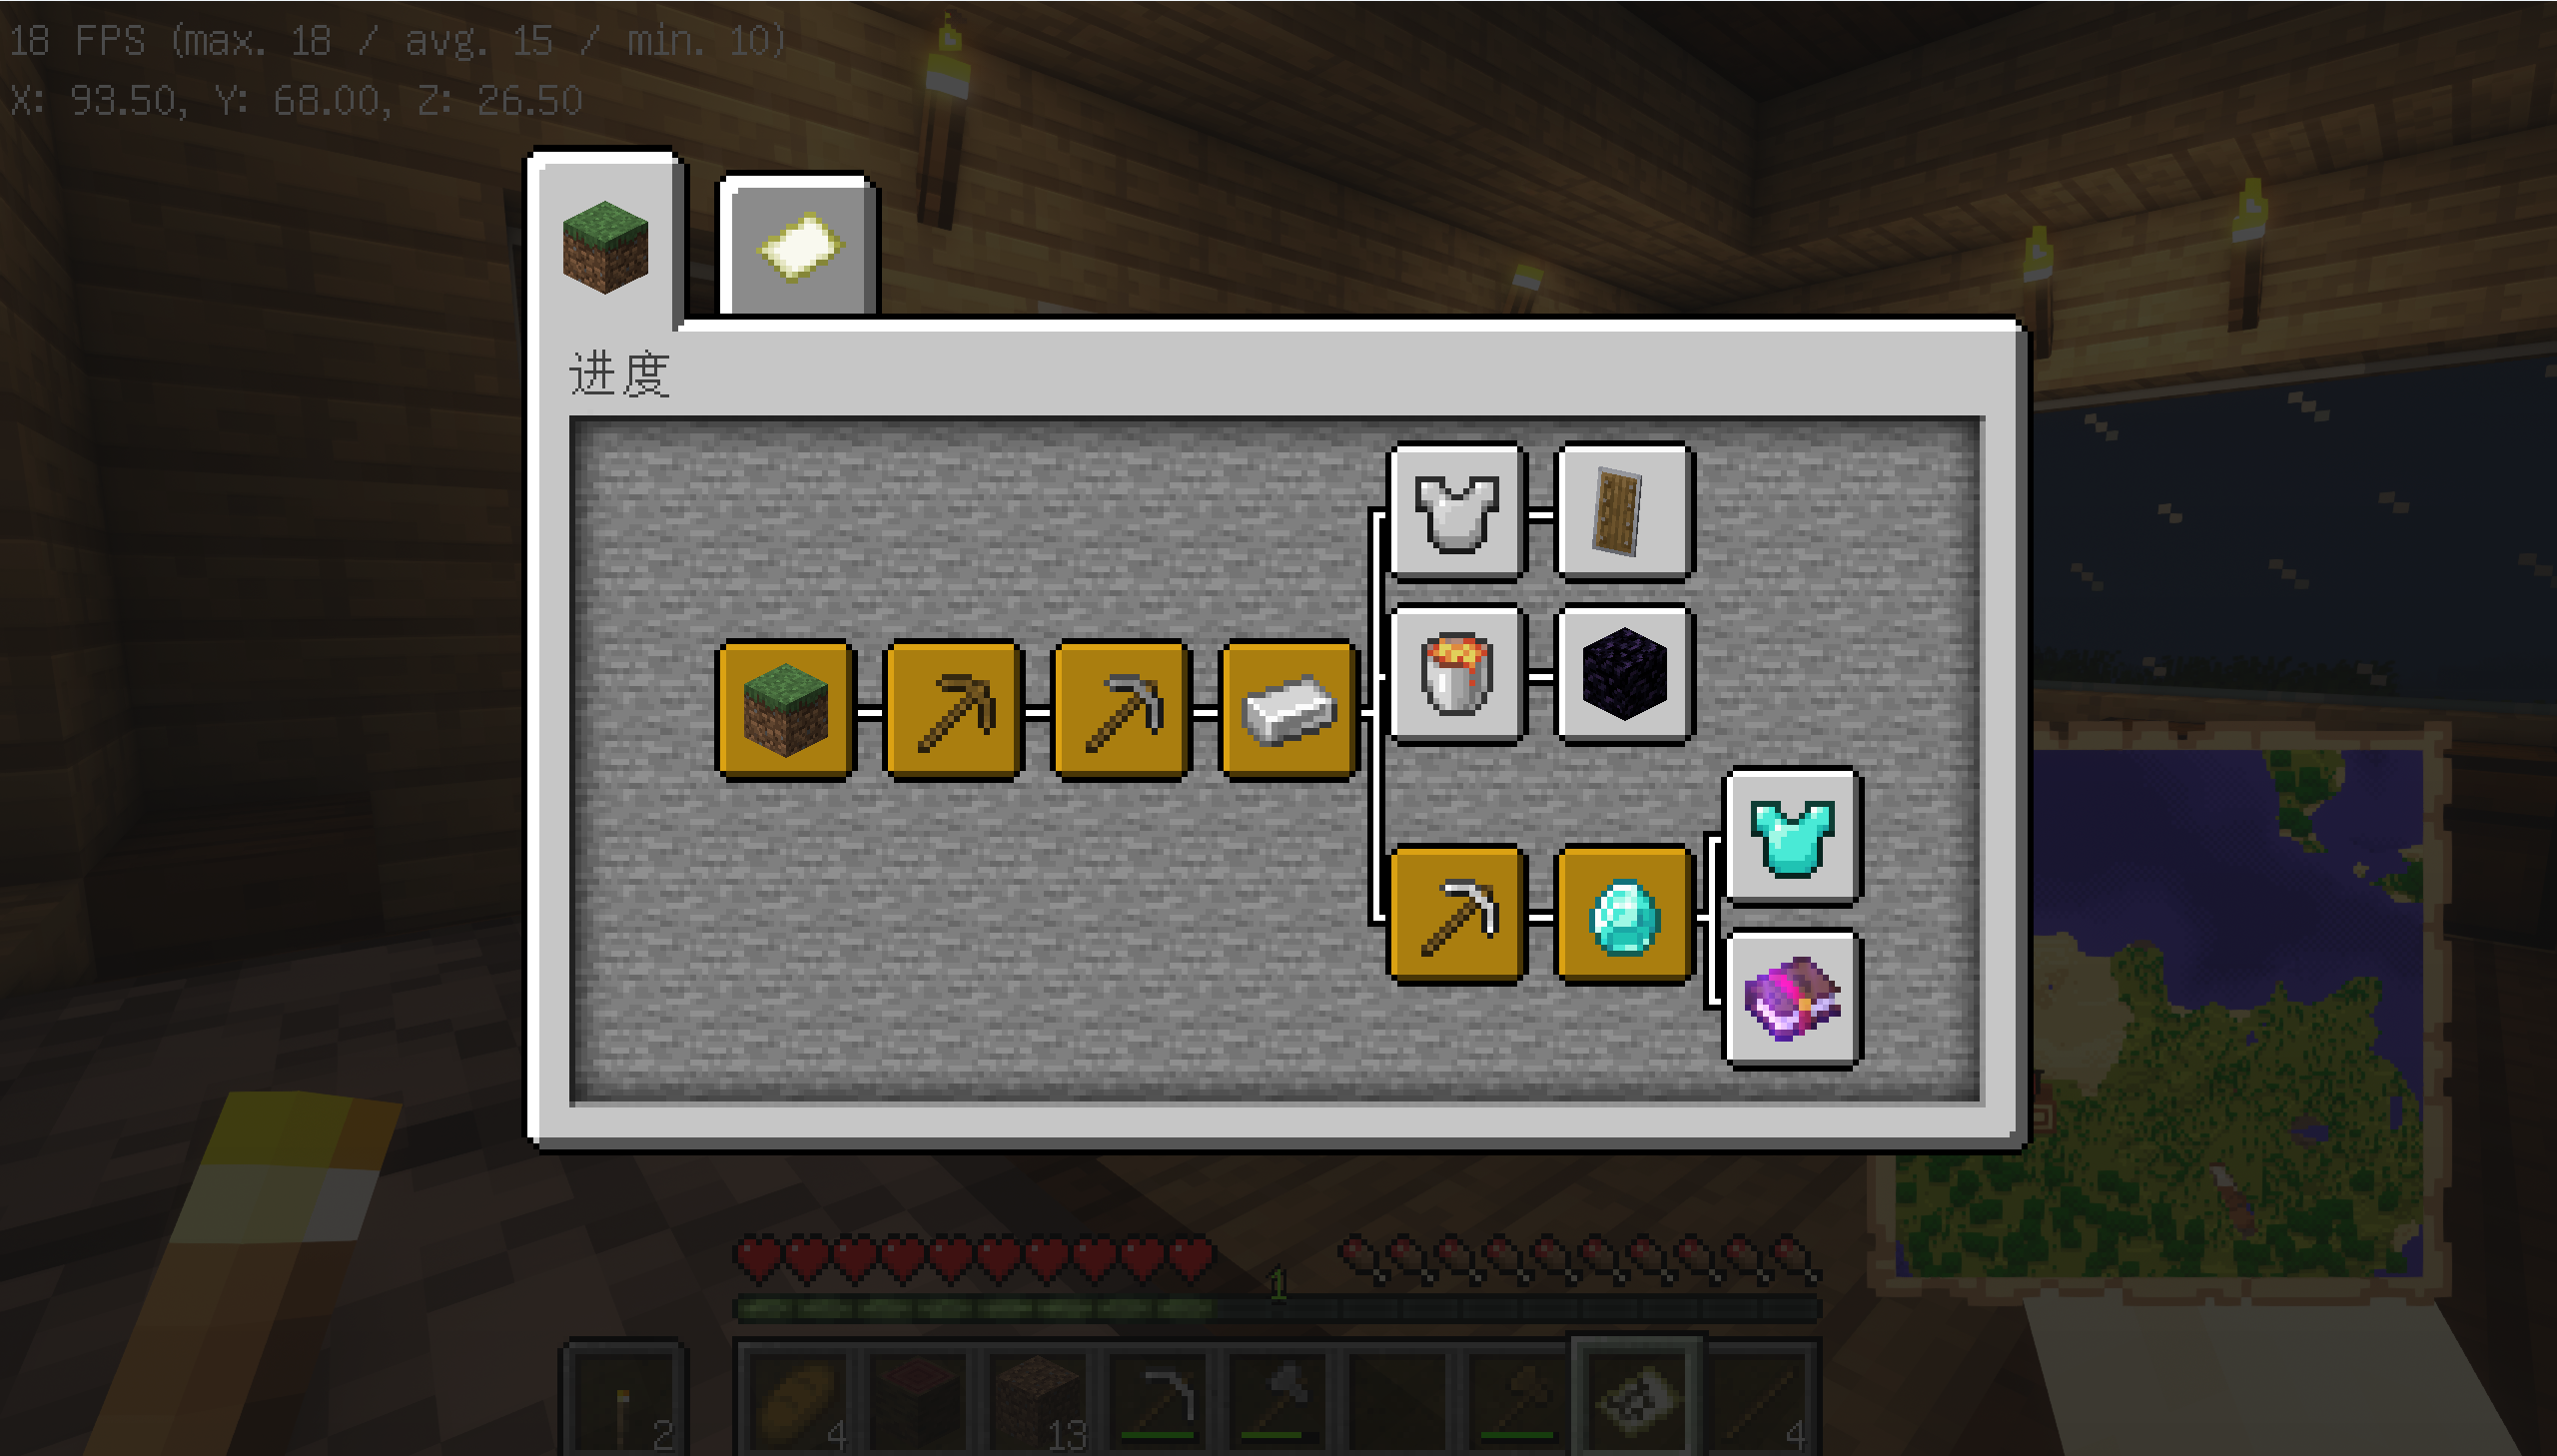 18 FPS (max. 18 / avg. 15 / min. 10)
X: 93.50, Y: 68.00, Z: 26.50
进度
1
2
4
13
4